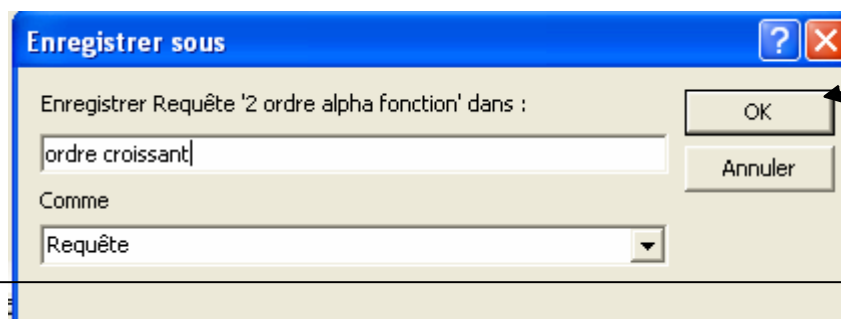 Enregistrer sous
Enregistrer Requête '2 ordre alpha fonction' dans :
OK
ordre croissant
Annuler
Comme
Requête